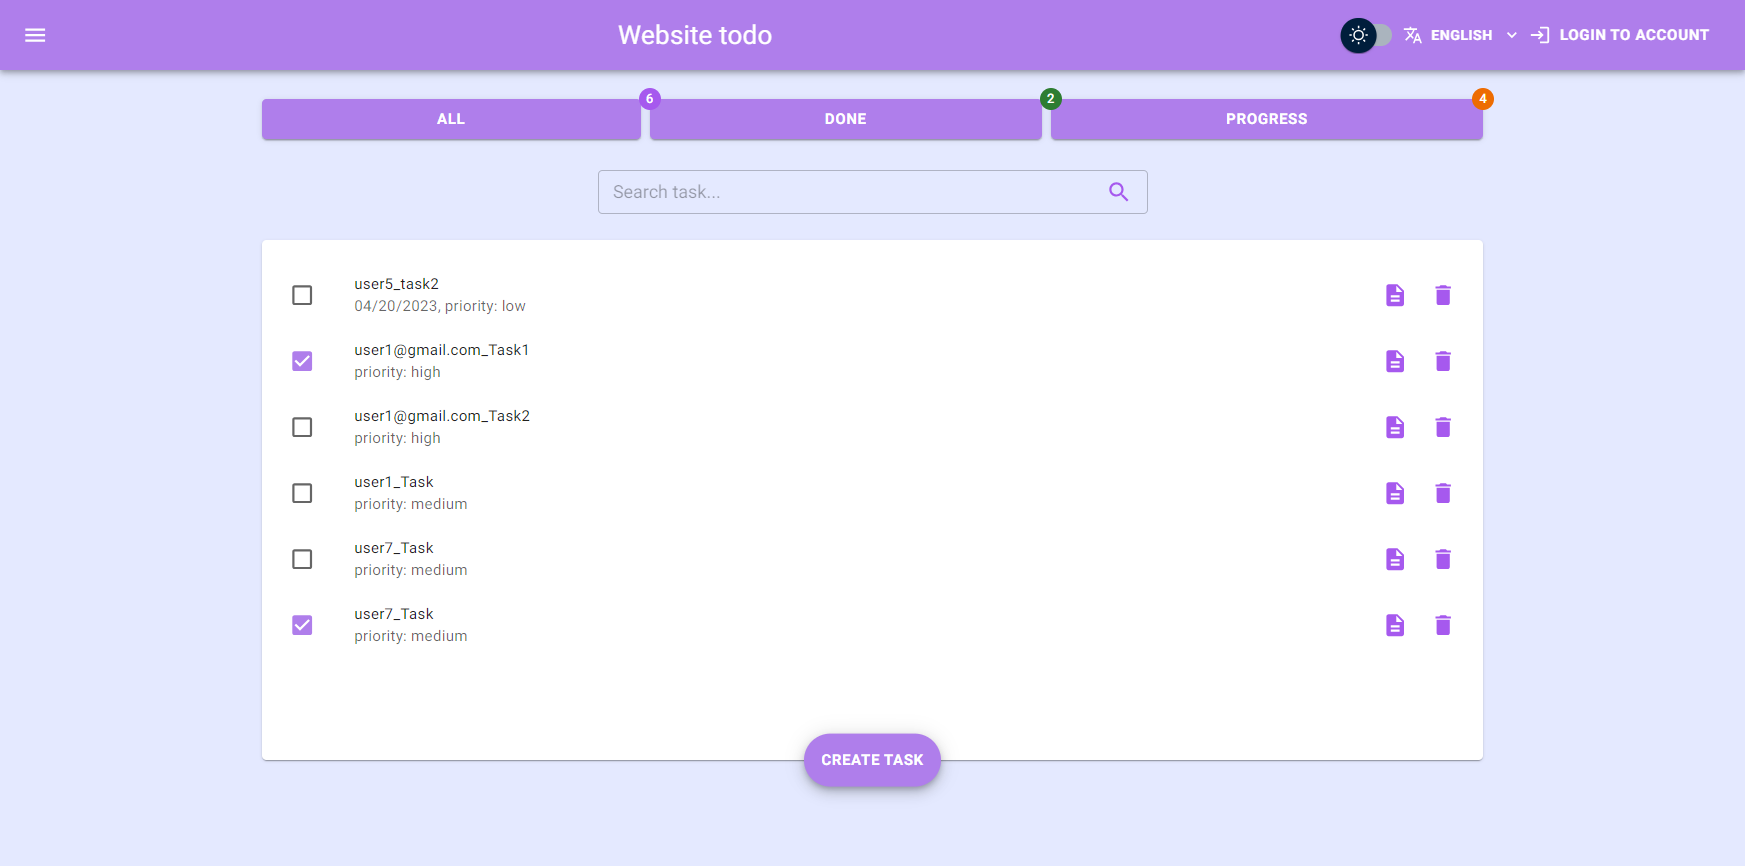 Website todo
ENGLISH
LOGIN TO ACCOUNT
ALL
6
DONE
2
PROGRESS
4
Search task...
user5_task2
04/20/2023, priority: low
user1@gmail.com_Task1
priority: high
user1@gmail.com_Task2
priority: high
user1_Task
priority: medium
user7_Task
priority: medium
user7_Task
priority: medium
CREATE TASK